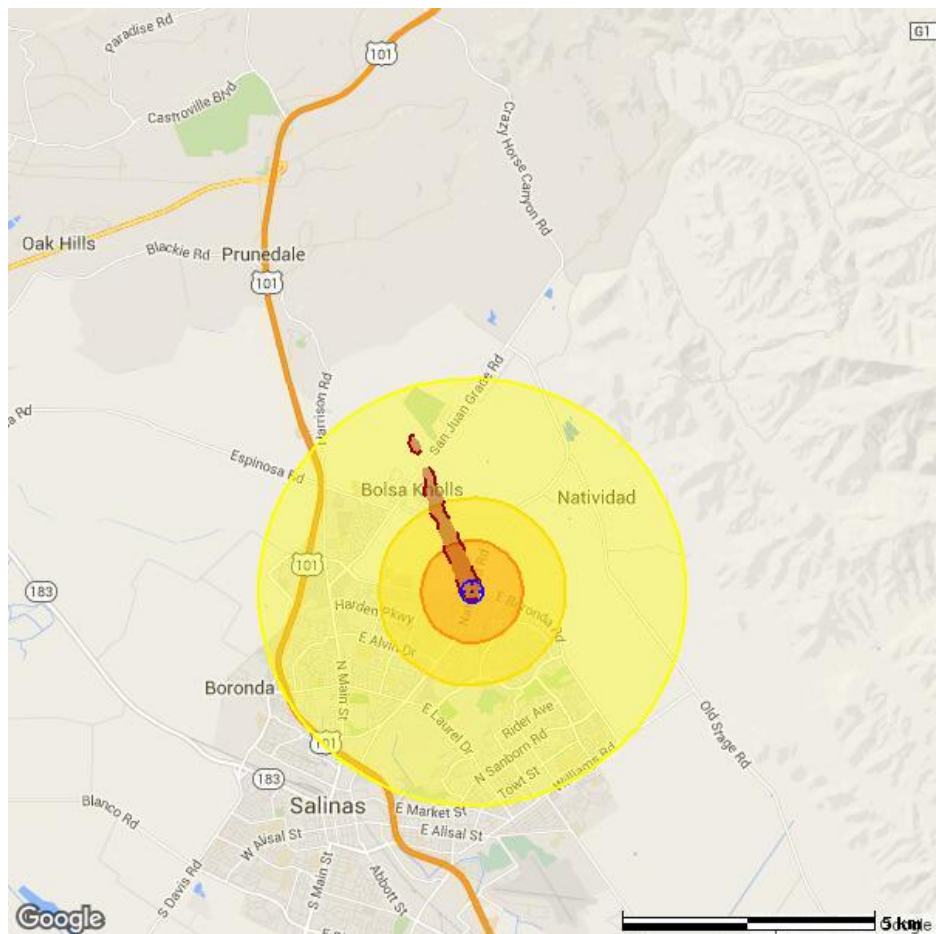 Paradise Rd
101
G1
Castroville Blvd
Crazy Horse Canyon Rd
Oak Hills
Blackie Rd
Prunedale
101
San Juan Grade Rd
Harrison Rd
Rd
Espinosa Rd
Bolsa Knolls
Natividad
101
Rd
183
Harden Pkwy
E Boronda Rd
E Alvin Dr
N Main St
Boronda
E Laurel Dr
Rider Ave
Old Stage Rd
101
N Sanborn Rd
183
Towt St
Williams Rd
Blanco Rd
Salinas
E Market St
E Alisal St
W Alisal St
S Davis Rd
S Main St
Abbott St
Google
5 km
Google